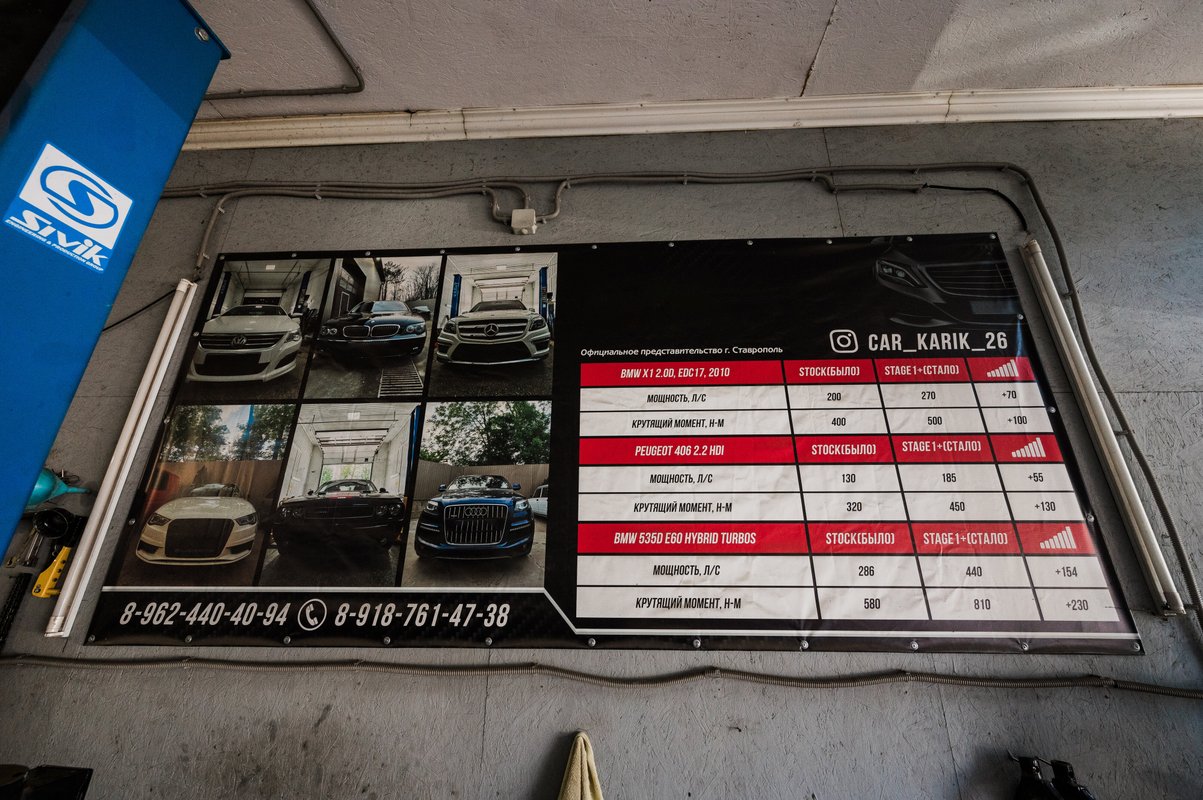 SIVIK
ENGINEERING & PRODUCTION GROUP
Официальное представительство г. Ставрополь
CAR_KARIK_26
BMW X1 2.0D, EDC17, 2010 STOCK(БЫЛО) STAGE1+(СТАЛО)
МОЩНОСТЬ, Л/С 200 270 +70
КРУТЯЩИЙ МОМЕНТ, Н-М 400 500 +100
PEUGEOT 406 2.2 HDI STOCK(БЫЛО) STAGE1+(СТАЛО)
МОЩНОСТЬ, Л/С 130 185 +55
КРУТЯЩИЙ МОМЕНТ, Н-М 320 450 +130
BMW 535D E60 HYBRID TURBOS STOCK(БЫЛО) STAGE1+(СТАЛО)
МОЩНОСТЬ, Л/С 286 440 +154
КРУТЯЩИЙ МОМЕНТ, Н-М 580 810 +230
8-962-440-40-94 8-918-761-47-38